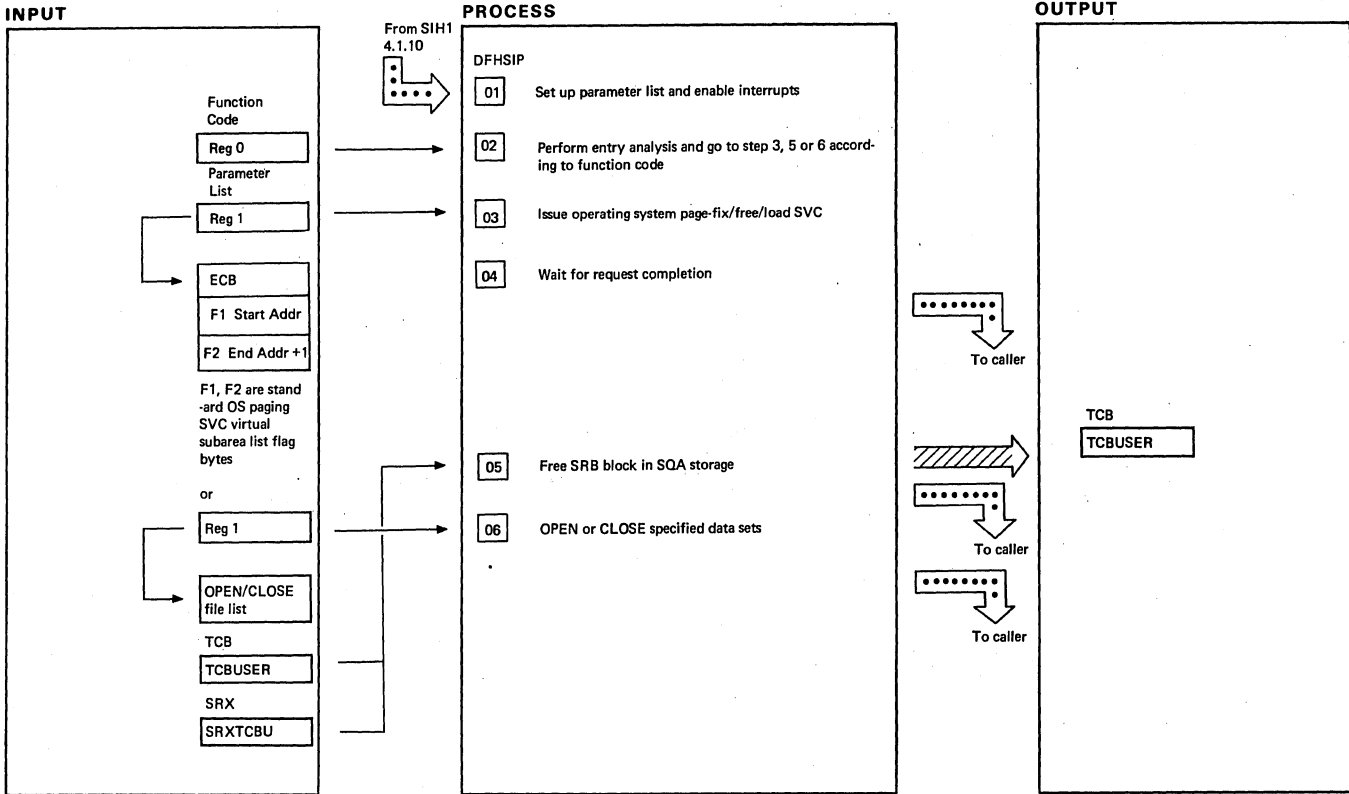 INPUT
PROCESS
OUTPUT
From SIH1
4.1.10
DFHSIP
01 Set up parameter list and enable interrupts
Function
Code
Reg 0
02 Perform entry analysis and go to step 3, 5 or 6 accord-
ing to function code
Parameter
List
Reg 1
03 Issue operating system page-fix/free/load SVC
ECB
04 Wait for request completion
F1 Start Addr
F2 End Addr +1
To caller
F1, F2 are stand
-ard OS paging
SVC virtual
subarea list flag
bytes
TCB
TCBUSER
05 Free SRB block in SQA storage
or
Reg 1
06 OPEN or CLOSE specified data sets
To caller
OPEN/CLOSE
file list
To caller
TCB
TCBUSER
SRX
SRXTCBU